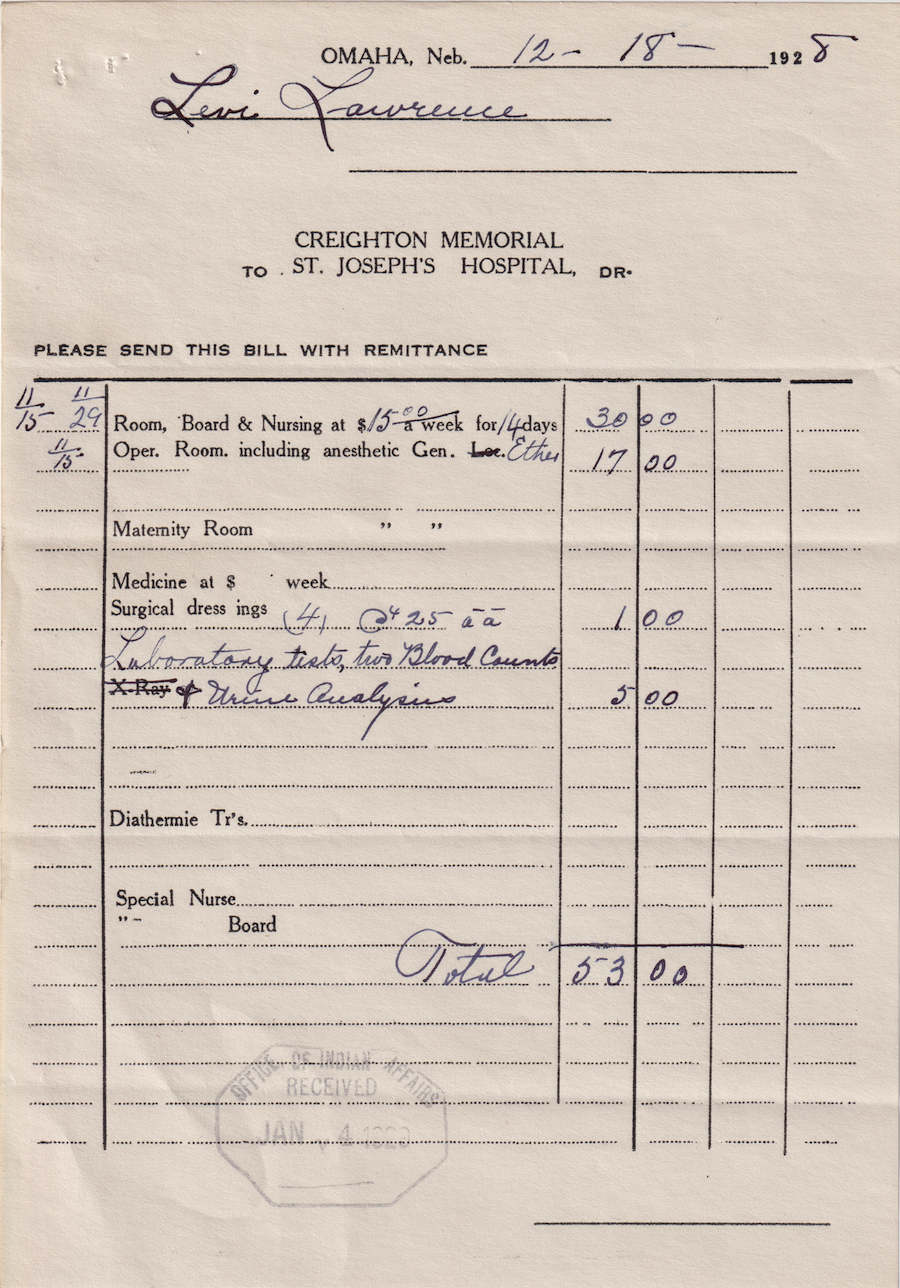 OMAHA, Neb. 12- 18- 1928
Levi Lawrence
CREIGHTON MEMORIAL
TO ST. JOSEPH'S HOSPITAL, DR.
PLEASE SEND THIS BILL WITH REMITTANCE
11/15 11/29 Room, Board & Nursing at $15 00 a week for 14 days 30 00
11/15 Oper. Room. including anesthetic Gen. Loc. Ether 17 00
Maternity Room " "
Medicine at $ week
Surgical dress ings (4) @ 25 āā 1 00
Laboratory tests, two Blood Counts
X-Ray & Urine Analysis 5 00
Diathermie Tr's.
Special Nurse
" Board
Total 53 00
OFFICE OF INDIAN AFFAIRS
RECEIVED
JAN 4 1929